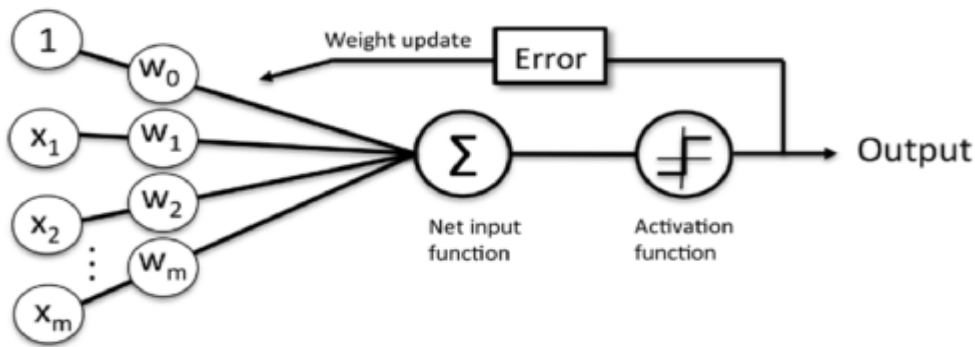 1
w₀
Weight update
Error
x₁
w₁
Σ
Output
x₂
w₂
Net input
function
Activation
function
⋮
wₘ
xₘ